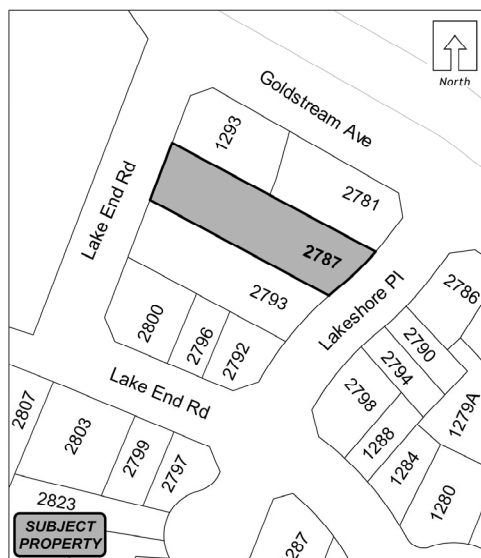 North
Goldstream Ave
1293
2781
Lake End Rd
2787
2793
2786
Lakeshore Pl
2800
2796
2792
2790
2794
2798
1279A
Lake End Rd
2807
2803
2799
2797
1288
1284
1280
2823
287
SUBJECT
PROPERTY